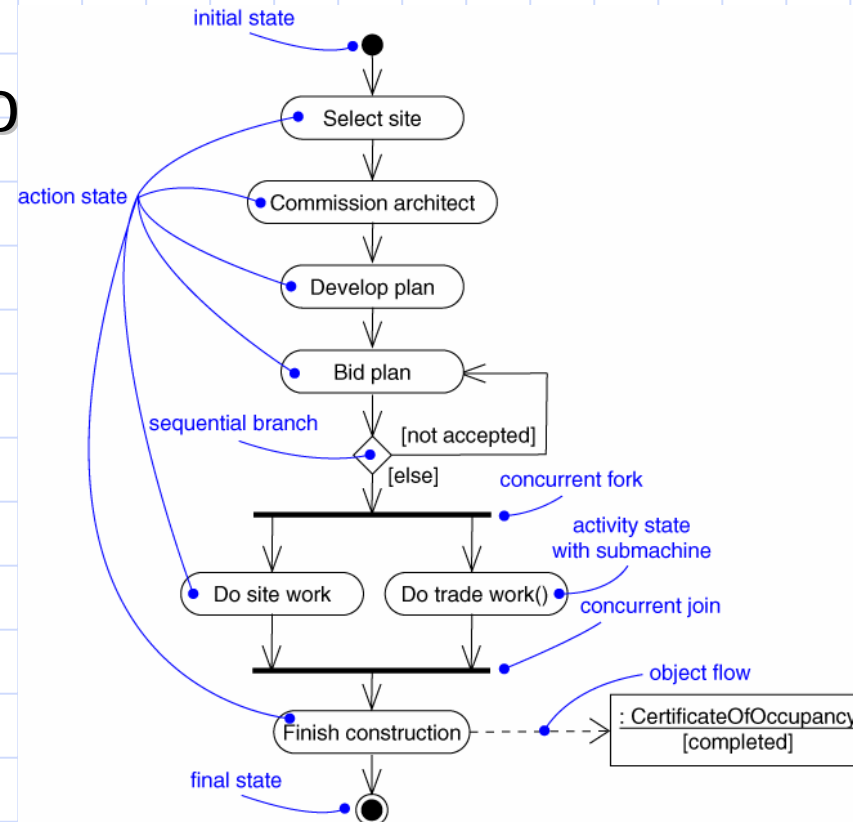 initial state
Select site
action state
Commission architect
Develop plan
Bid plan
sequential branch
[not accepted]
[else]
concurrent fork
activity state
with submachine
Do site work
Do trade work()
concurrent join
object flow
: CertificateOfOccupancy
[completed]
Finish construction
final state